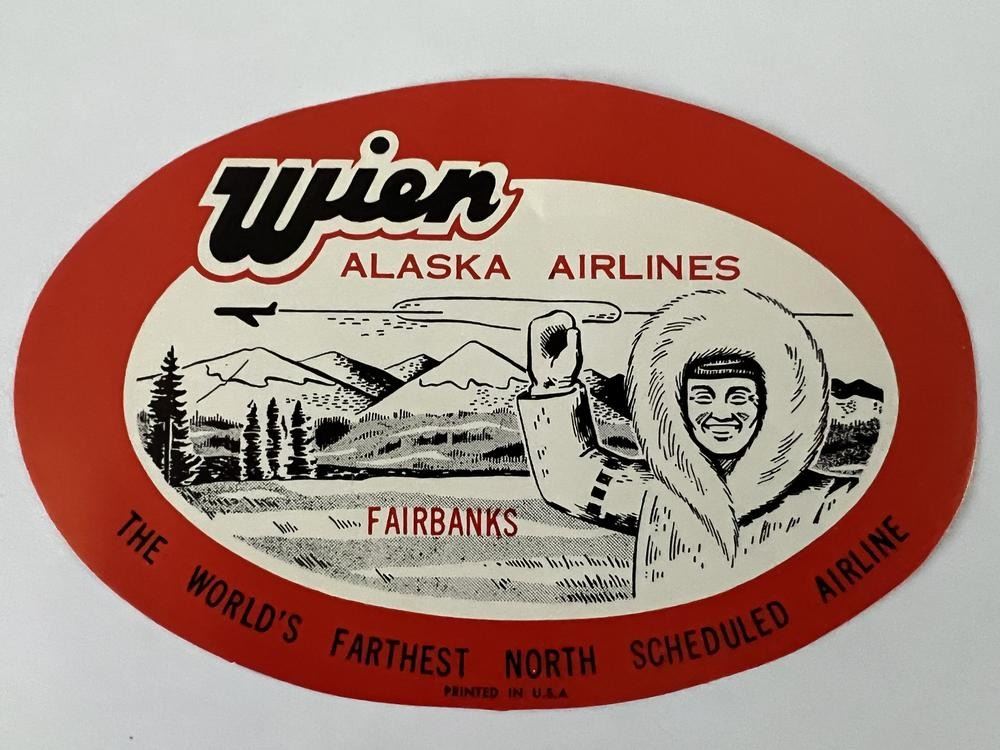 Wien
ALASKA AIRLINES
FAIRBANKS
THE WORLD'S FARTHEST NORTH SCHEDULED AIRLINE
PRINTED IN U.S.A